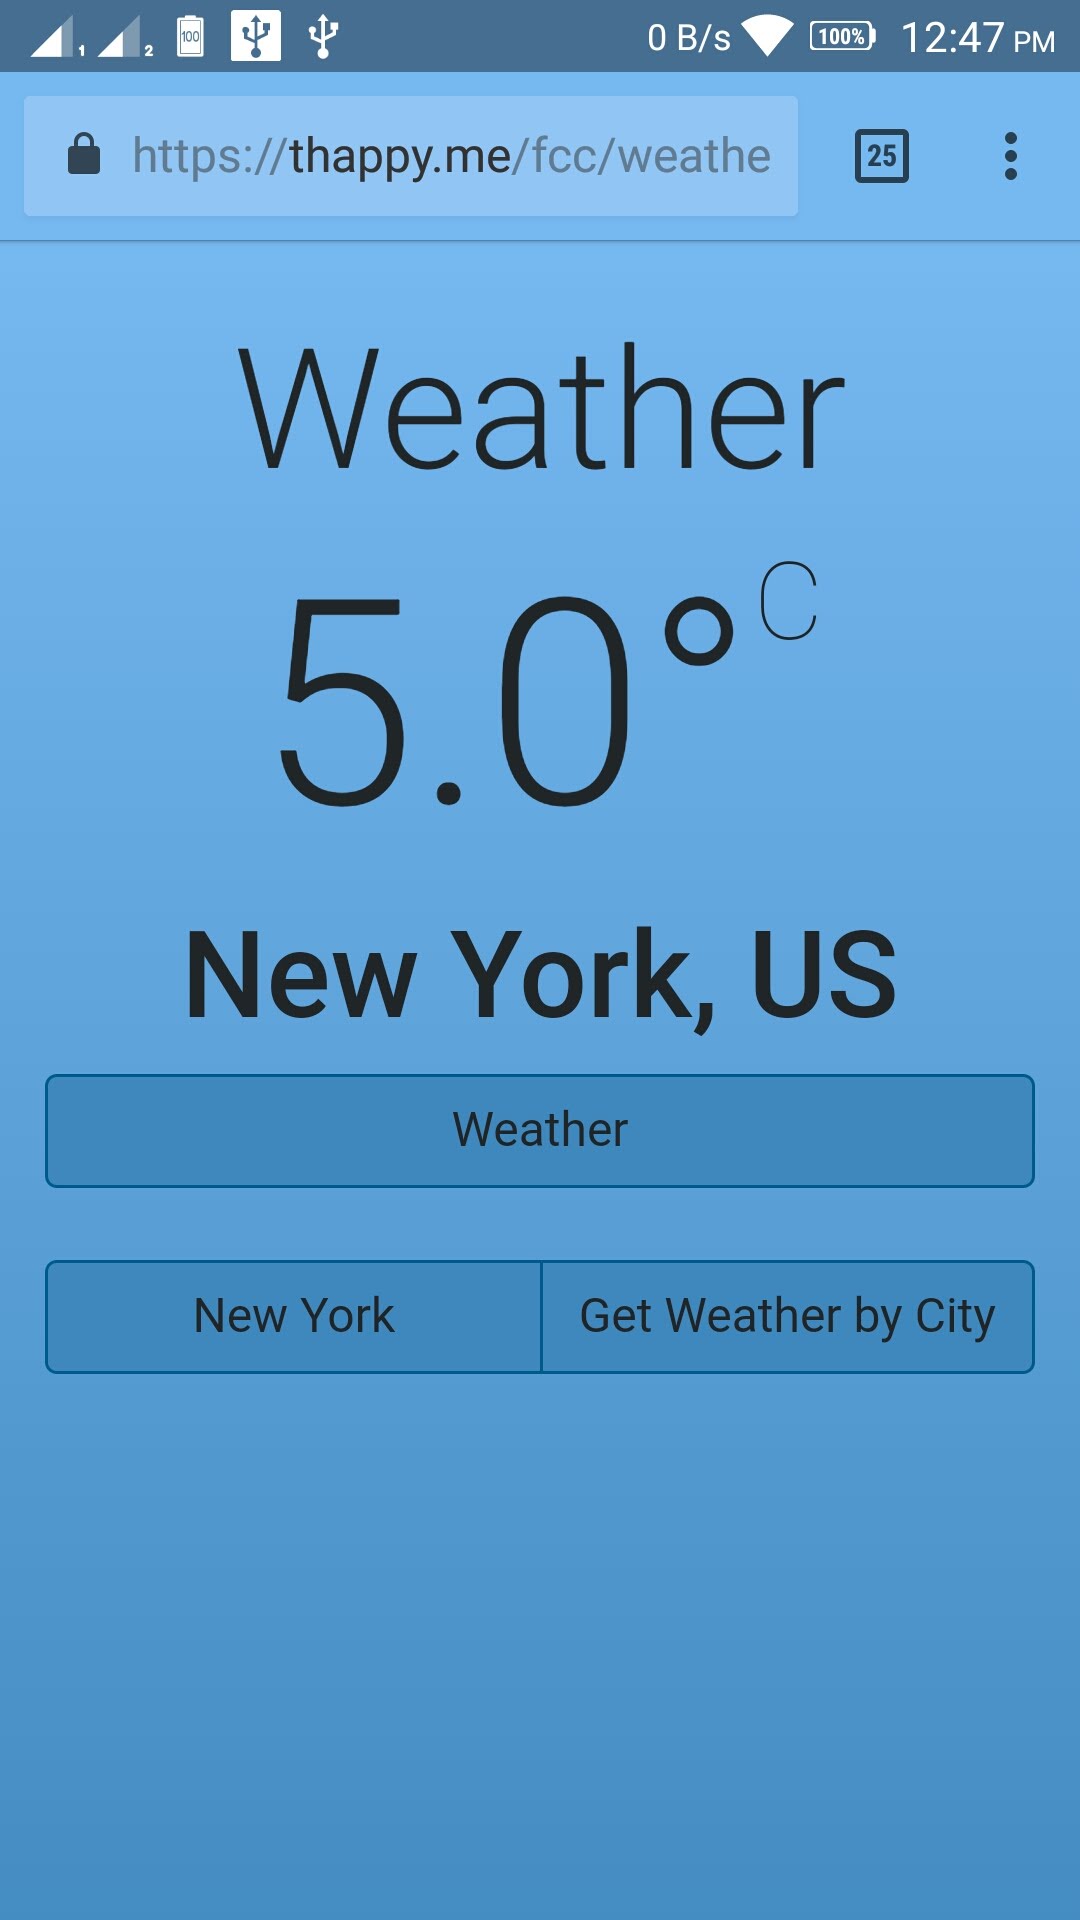 1 2 100 0 B/s 100% 12:47 PM
https://thappy.me/fcc/weathe 25
Weather
5.0°C
New York, US
Weather
New York Get Weather by City